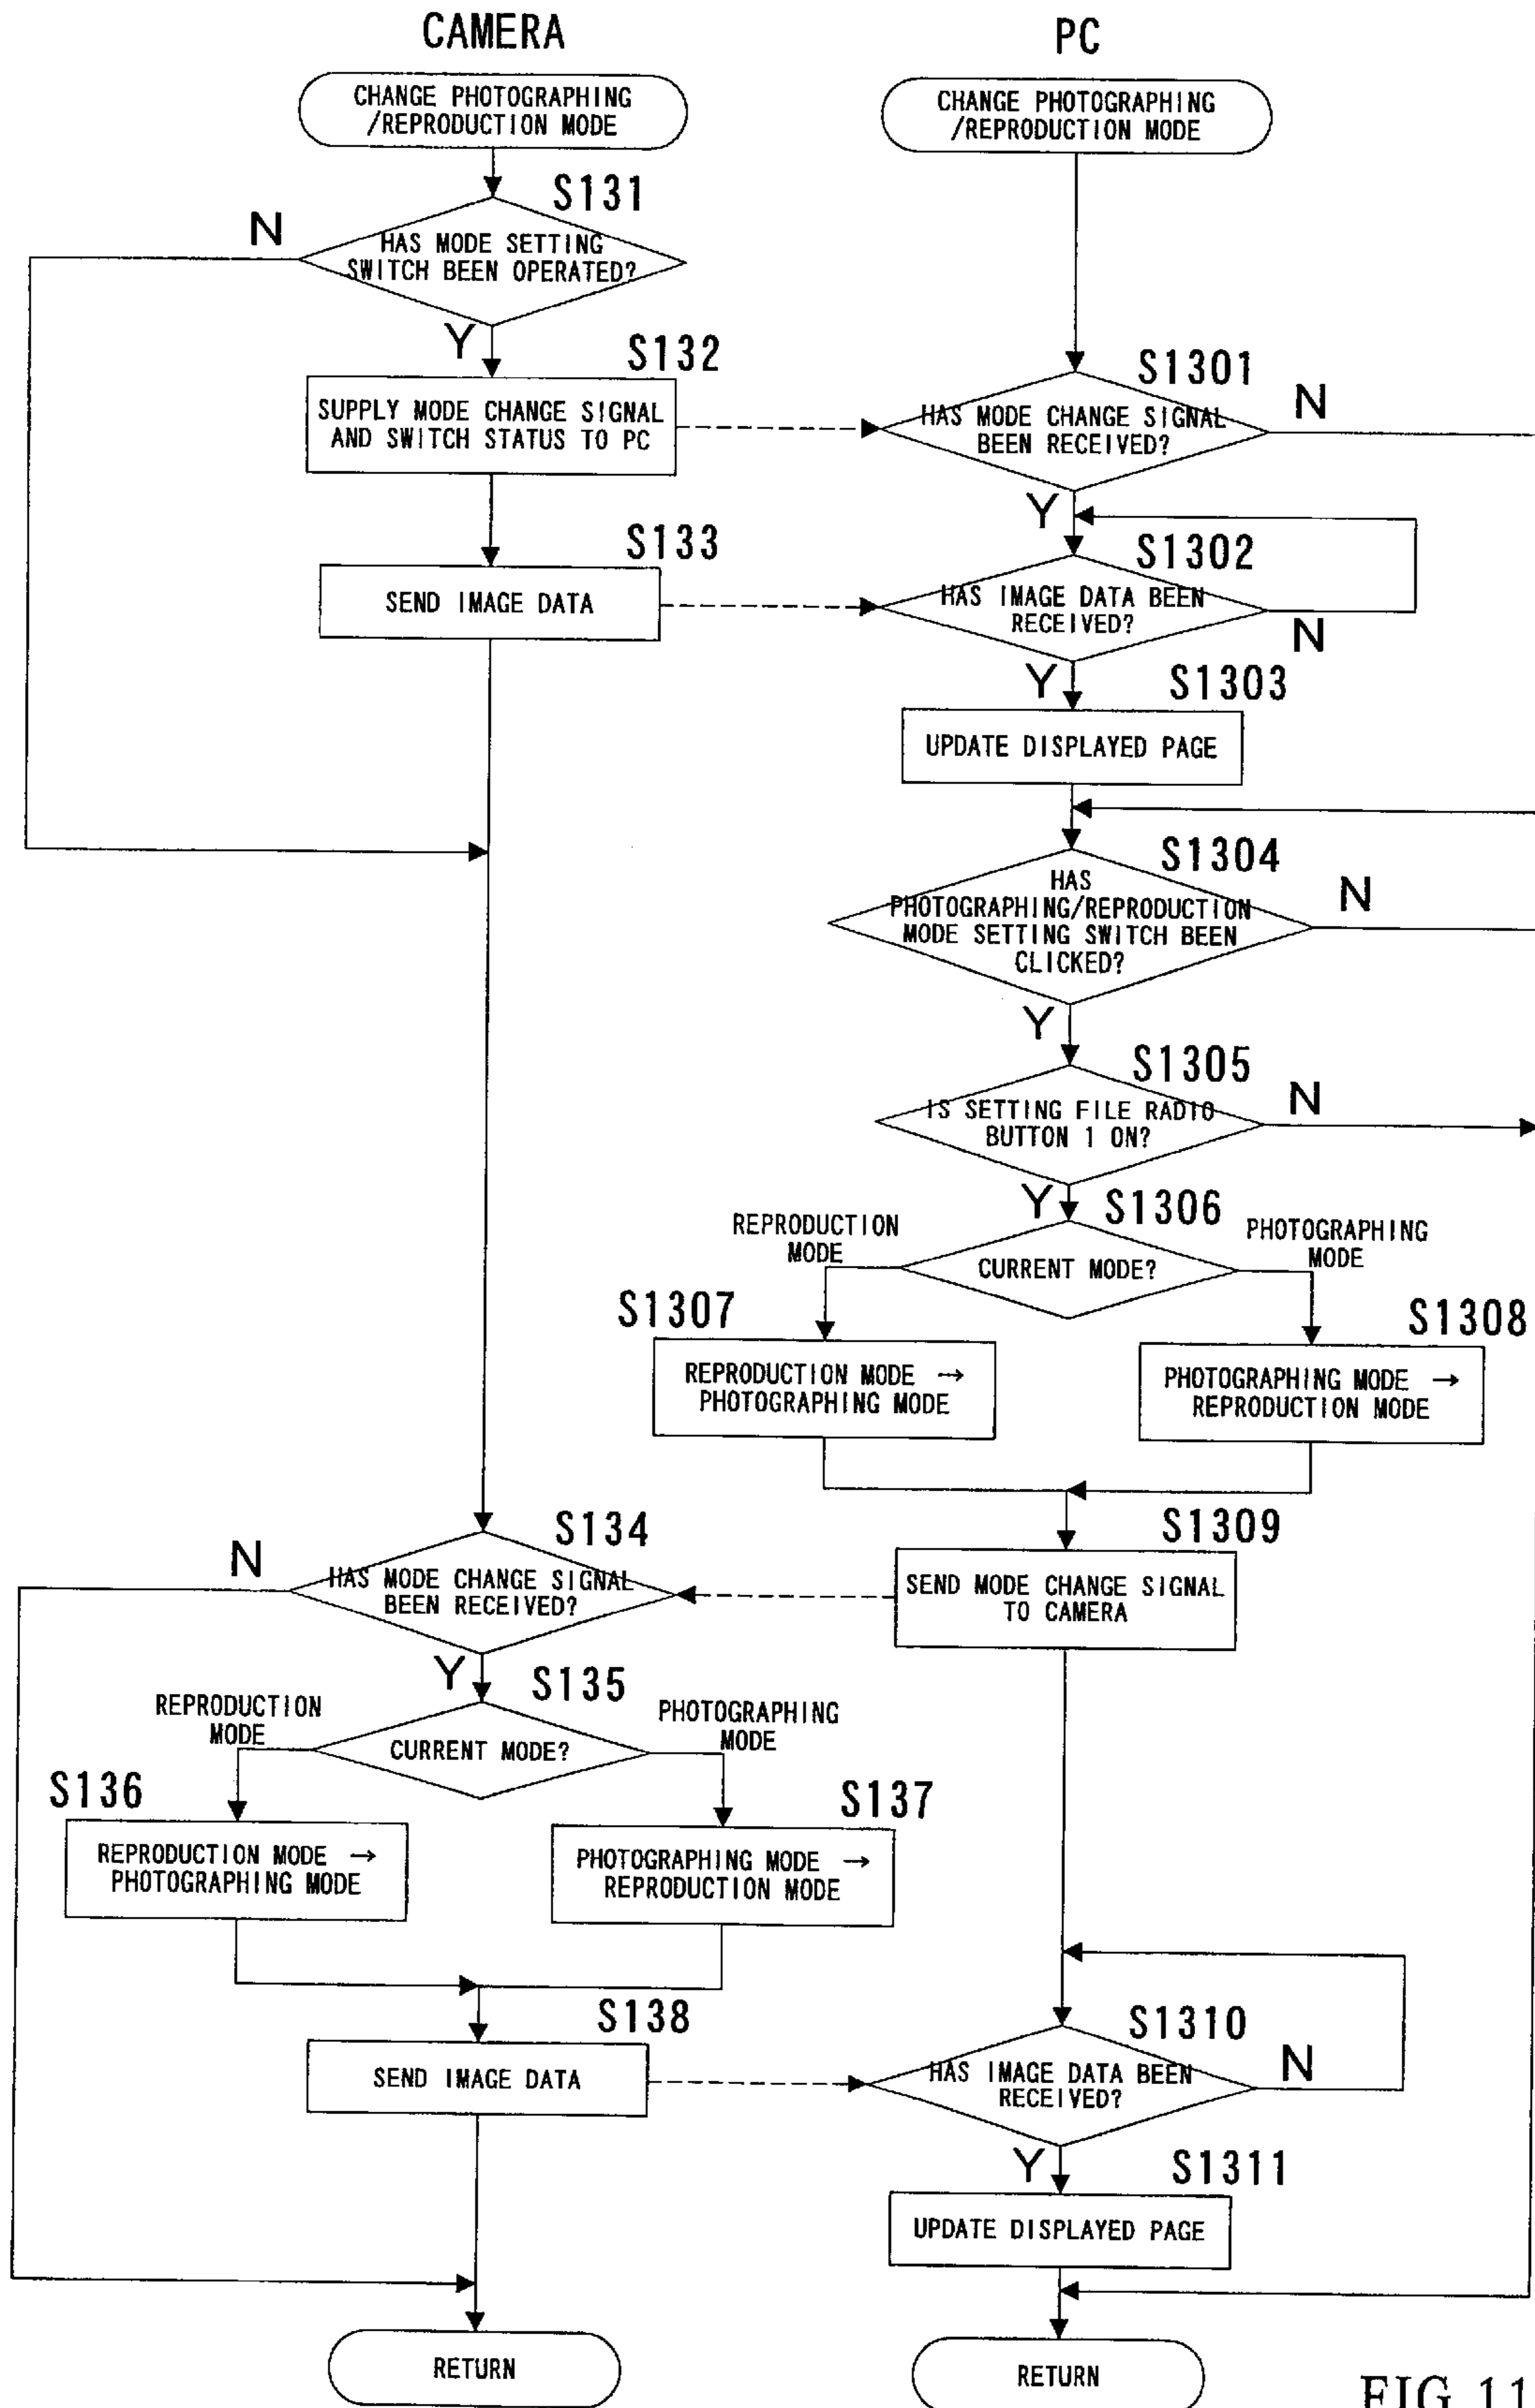 CAMERA
CHANGE PHOTOGRAPHING
/REPRODUCTION MODE
S131
N
HAS MODE SETTING
SWITCH BEEN OPERATED?
Y
S132
SUPPLY MODE CHANGE SIGNAL
AND SWITCH STATUS TO PC
S133
SEND IMAGE DATA
S134
N
HAS MODE CHANGE SIGNAL
BEEN RECEIVED?
Y
S135
REPRODUCTION
MODE
PHOTOGRAPHING
MODE
CURRENT MODE?
S136
REPRODUCTION MODE →
PHOTOGRAPHING MODE
S137
PHOTOGRAPHING MODE →
REPRODUCTION MODE
S138
SEND IMAGE DATA
RETURN
PC
CHANGE PHOTOGRAPHING
/REPRODUCTION MODE
S1301
N
HAS MODE CHANGE SIGNAL
BEEN RECEIVED?
Y
S1302
HAS IMAGE DATA BEEN
RECEIVED?
N
Y
S1303
UPDATE DISPLAYED PAGE
S1304
HAS
PHOTOGRAPHING/REPRODUCTION
MODE SETTING SWITCH BEEN
CLICKED?
N
Y
S1305
IS SETTING FILE RADIO
BUTTON 1 ON?
N
Y
S1306
REPRODUCTION
MODE
PHOTOGRAPHING
MODE
CURRENT MODE?
S1307
REPRODUCTION MODE →
PHOTOGRAPHING MODE
S1308
PHOTOGRAPHING MODE →
REPRODUCTION MODE
S1309
SEND MODE CHANGE SIGNAL
TO CAMERA
S1310
HAS IMAGE DATA BEEN
RECEIVED?
N
Y
S1311
UPDATE DISPLAYED PAGE
RETURN
FIG.11